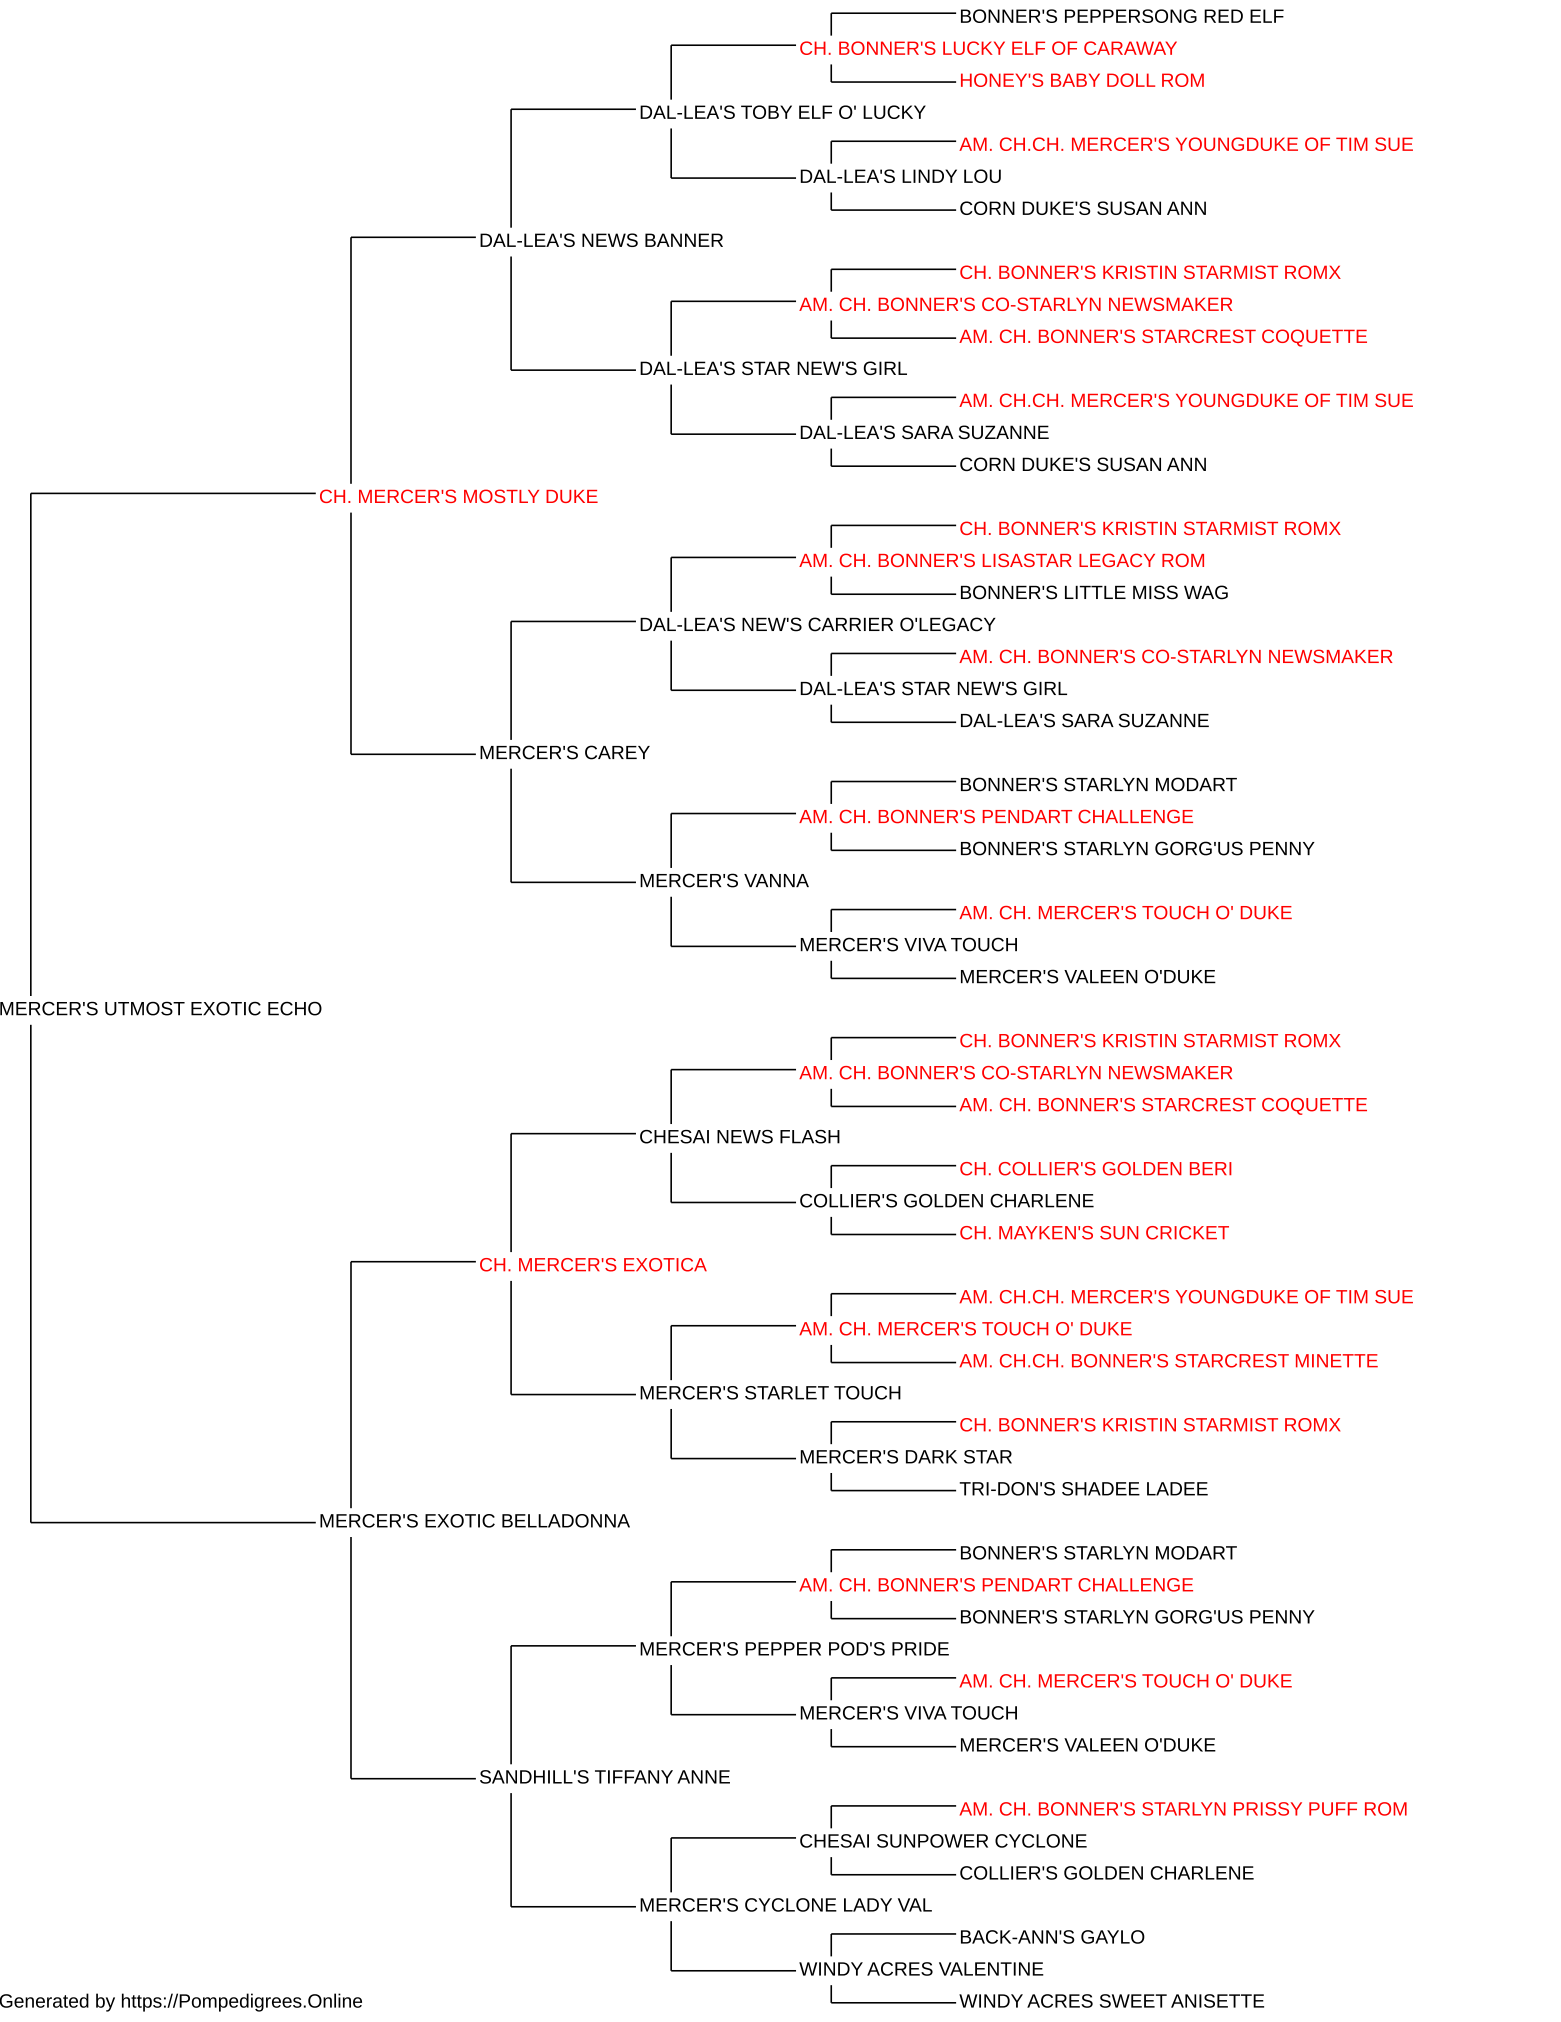 BONNER'S PEPPERSONG RED ELF
CH. BONNER'S LUCKY ELF OF CARAWAY
HONEY'S BABY DOLL ROM
DAL-LEA'S TOBY ELF O' LUCKY
AM. CH.CH. MERCER'S YOUNGDUKE OF TIM SUE
DAL-LEA'S LINDY LOU
CORN DUKE'S SUSAN ANN
DAL-LEA'S NEWS BANNER
CH. BONNER'S KRISTIN STARMIST ROMX
AM. CH. BONNER'S CO-STARLYN NEWSMAKER
AM. CH. BONNER'S STARCREST COQUETTE
DAL-LEA'S STAR NEW'S GIRL
AM. CH.CH. MERCER'S YOUNGDUKE OF TIM SUE
DAL-LEA'S SARA SUZANNE
CORN DUKE'S SUSAN ANN
CH. MERCER'S MOSTLY DUKE
CH. BONNER'S KRISTIN STARMIST ROMX
AM. CH. BONNER'S LISASTAR LEGACY ROM
BONNER'S LITTLE MISS WAG
DAL-LEA'S NEW'S CARRIER O'LEGACY
AM. CH. BONNER'S CO-STARLYN NEWSMAKER
DAL-LEA'S STAR NEW'S GIRL
DAL-LEA'S SARA SUZANNE
MERCER'S CAREY
BONNER'S STARLYN MODART
AM. CH. BONNER'S PENDART CHALLENGE
BONNER'S STARLYN GORG'US PENNY
MERCER'S VANNA
AM. CH. MERCER'S TOUCH O' DUKE
MERCER'S VIVA TOUCH
MERCER'S VALEEN O'DUKE
MERCER'S UTMOST EXOTIC ECHO
CH. BONNER'S KRISTIN STARMIST ROMX
AM. CH. BONNER'S CO-STARLYN NEWSMAKER
AM. CH. BONNER'S STARCREST COQUETTE
CHESAI NEWS FLASH
CH. COLLIER'S GOLDEN BERI
COLLIER'S GOLDEN CHARLENE
CH. MAYKEN'S SUN CRICKET
CH. MERCER'S EXOTICA
AM. CH.CH. MERCER'S YOUNGDUKE OF TIM SUE
AM. CH. MERCER'S TOUCH O' DUKE
AM. CH.CH. BONNER'S STARCREST MINETTE
MERCER'S STARLET TOUCH
CH. BONNER'S KRISTIN STARMIST ROMX
MERCER'S DARK STAR
TRI-DON'S SHADEE LADEE
MERCER'S EXOTIC BELLADONNA
BONNER'S STARLYN MODART
AM. CH. BONNER'S PENDART CHALLENGE
BONNER'S STARLYN GORG'US PENNY
MERCER'S PEPPER POD'S PRIDE
AM. CH. MERCER'S TOUCH O' DUKE
MERCER'S VIVA TOUCH
MERCER'S VALEEN O'DUKE
SANDHILL'S TIFFANY ANNE
AM. CH. BONNER'S STARLYN PRISSY PUFF ROM
CHESAI SUNPOWER CYCLONE
COLLIER'S GOLDEN CHARLENE
MERCER'S CYCLONE LADY VAL
BACK-ANN'S GAYLO
WINDY ACRES VALENTINE
WINDY ACRES SWEET ANISETTE
Generated by https://Pompedigrees.Online